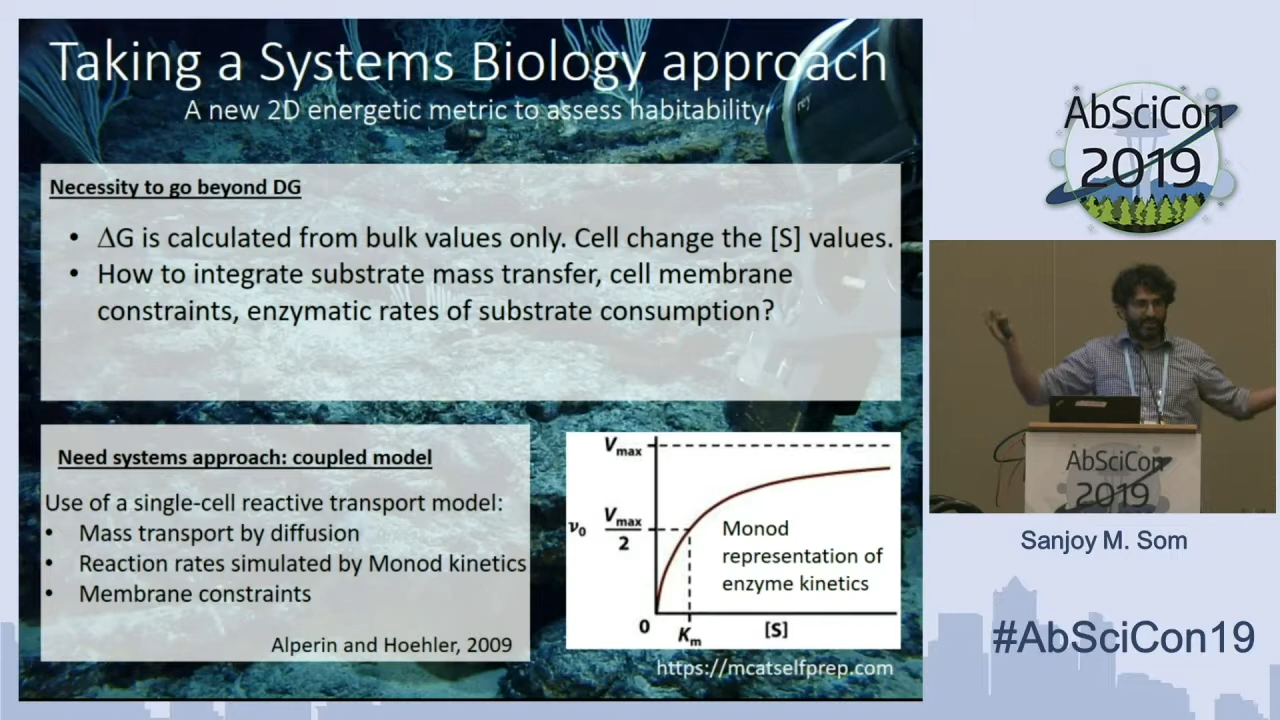 Taking a Systems Biology approach
A new 2D energetic metric to assess habitability
Necessity to go beyond DG
• ΔG is calculated from bulk values only. Cell change the [S] values.
• How to integrate substrate mass transfer, cell membrane
constraints, enzymatic rates of substrate consumption?
Need systems approach: coupled model
Use of a single-cell reactive transport model:
• Mass transport by diffusion
• Reaction rates simulated by Monod kinetics
• Membrane constraints
Alperin and Hoehler, 2009
Vmax
v0
Vmax
2
Monod
representation of
enzyme kinetics
0
Km
[S]
https://mcatselfprep.com
AbSciCon
2019
AbSciCon
2019
Sanjoy M. Som
#AbSciCon19